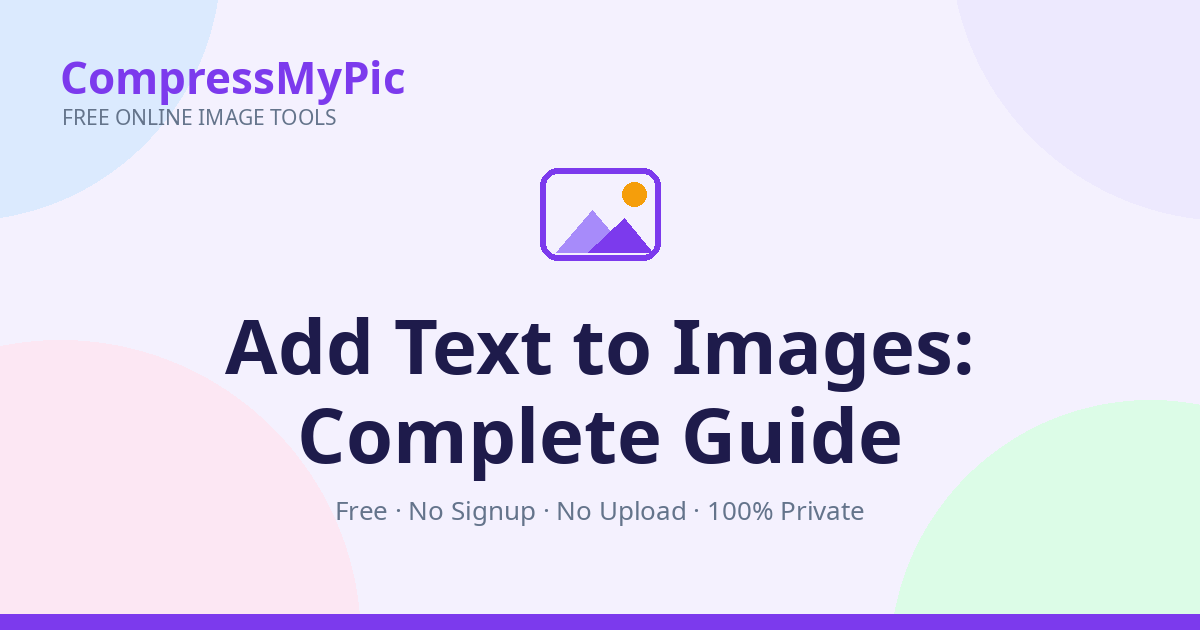 CompressMyPic
FREE ONLINE IMAGE TOOLS
Add Text to Images:
Complete Guide
Free · No Signup · No Upload · 100% Private